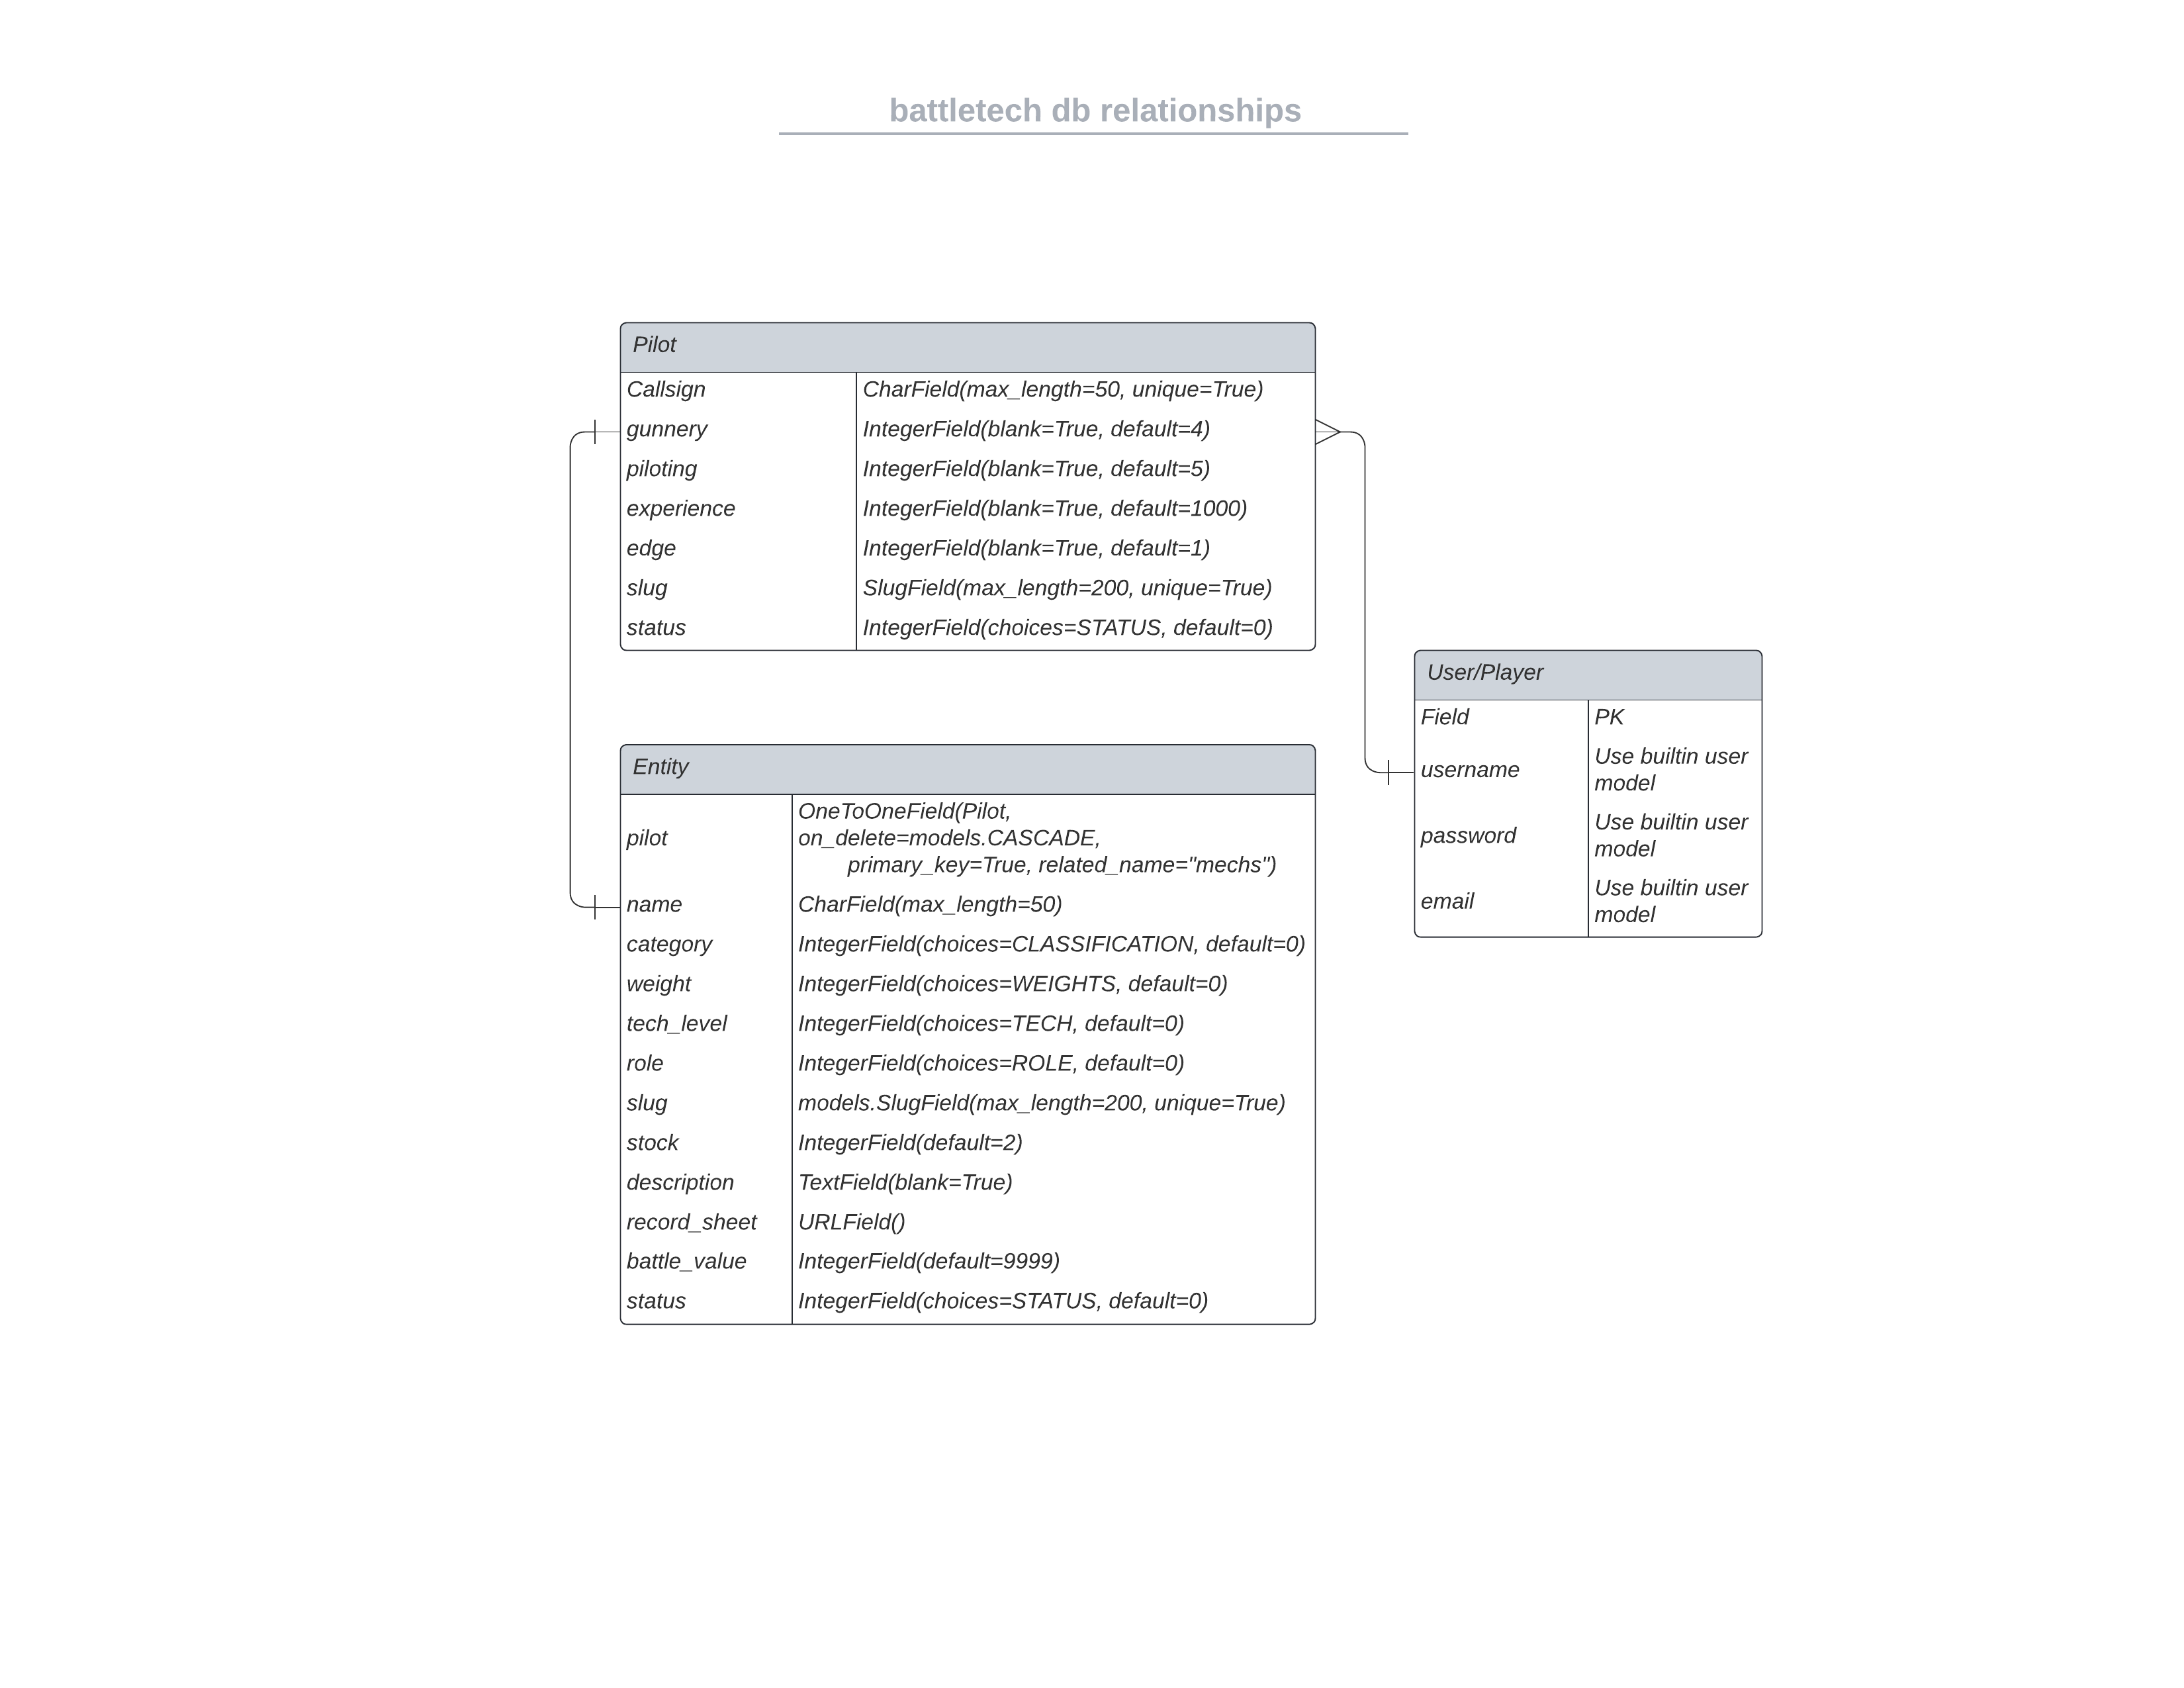 battletech db relationships
Pilot
Callsign CharField(max_length=50, unique=True)
gunnery IntegerField(blank=True, default=4)
piloting IntegerField(blank=True, default=5)
experience IntegerField(blank=True, default=1000)
edge IntegerField(blank=True, default=1)
slug SlugField(max_length=200, unique=True)
status IntegerField(choices=STATUS, default=0)
Entity
pilot OneToOneField(Pilot,
on_delete=models.CASCADE,
primary_key=True, related_name="mechs")
name CharField(max_length=50)
category IntegerField(choices=CLASSIFICATION, default=0)
weight IntegerField(choices=WEIGHTS, default=0)
tech_level IntegerField(choices=TECH, default=0)
role IntegerField(choices=ROLE, default=0)
slug models.SlugField(max_length=200, unique=True)
stock IntegerField(default=2)
description TextField(blank=True)
record_sheet URLField()
battle_value IntegerField(default=9999)
status IntegerField(choices=STATUS, default=0)
User/Player
Field PK
username Use builtin user
model
password Use builtin user
model
email Use builtin user
model